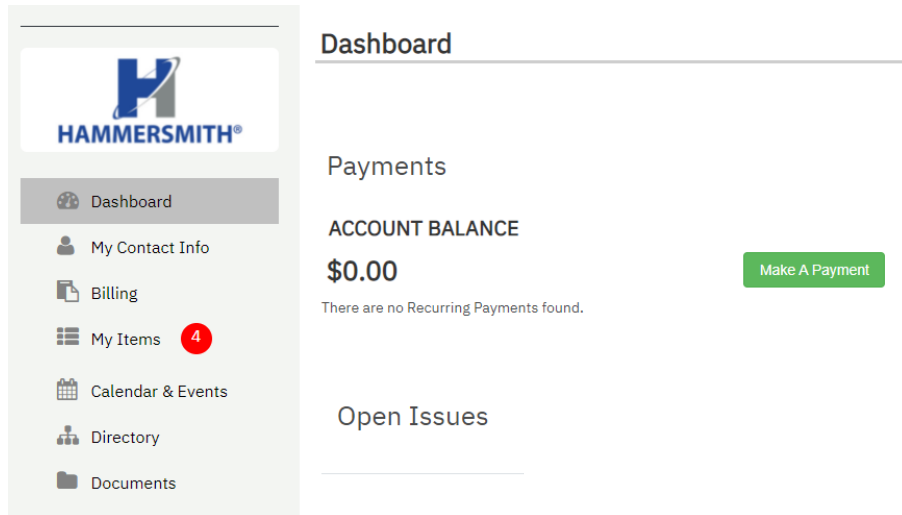 HAMMERSMITH®
Dashboard
My Contact Info
Billing
My Items 4
Calendar & Events
Directory
Documents
Dashboard
Payments
ACCOUNT BALANCE
$0.00
Make A Payment
There are no Recurring Payments found.
Open Issues